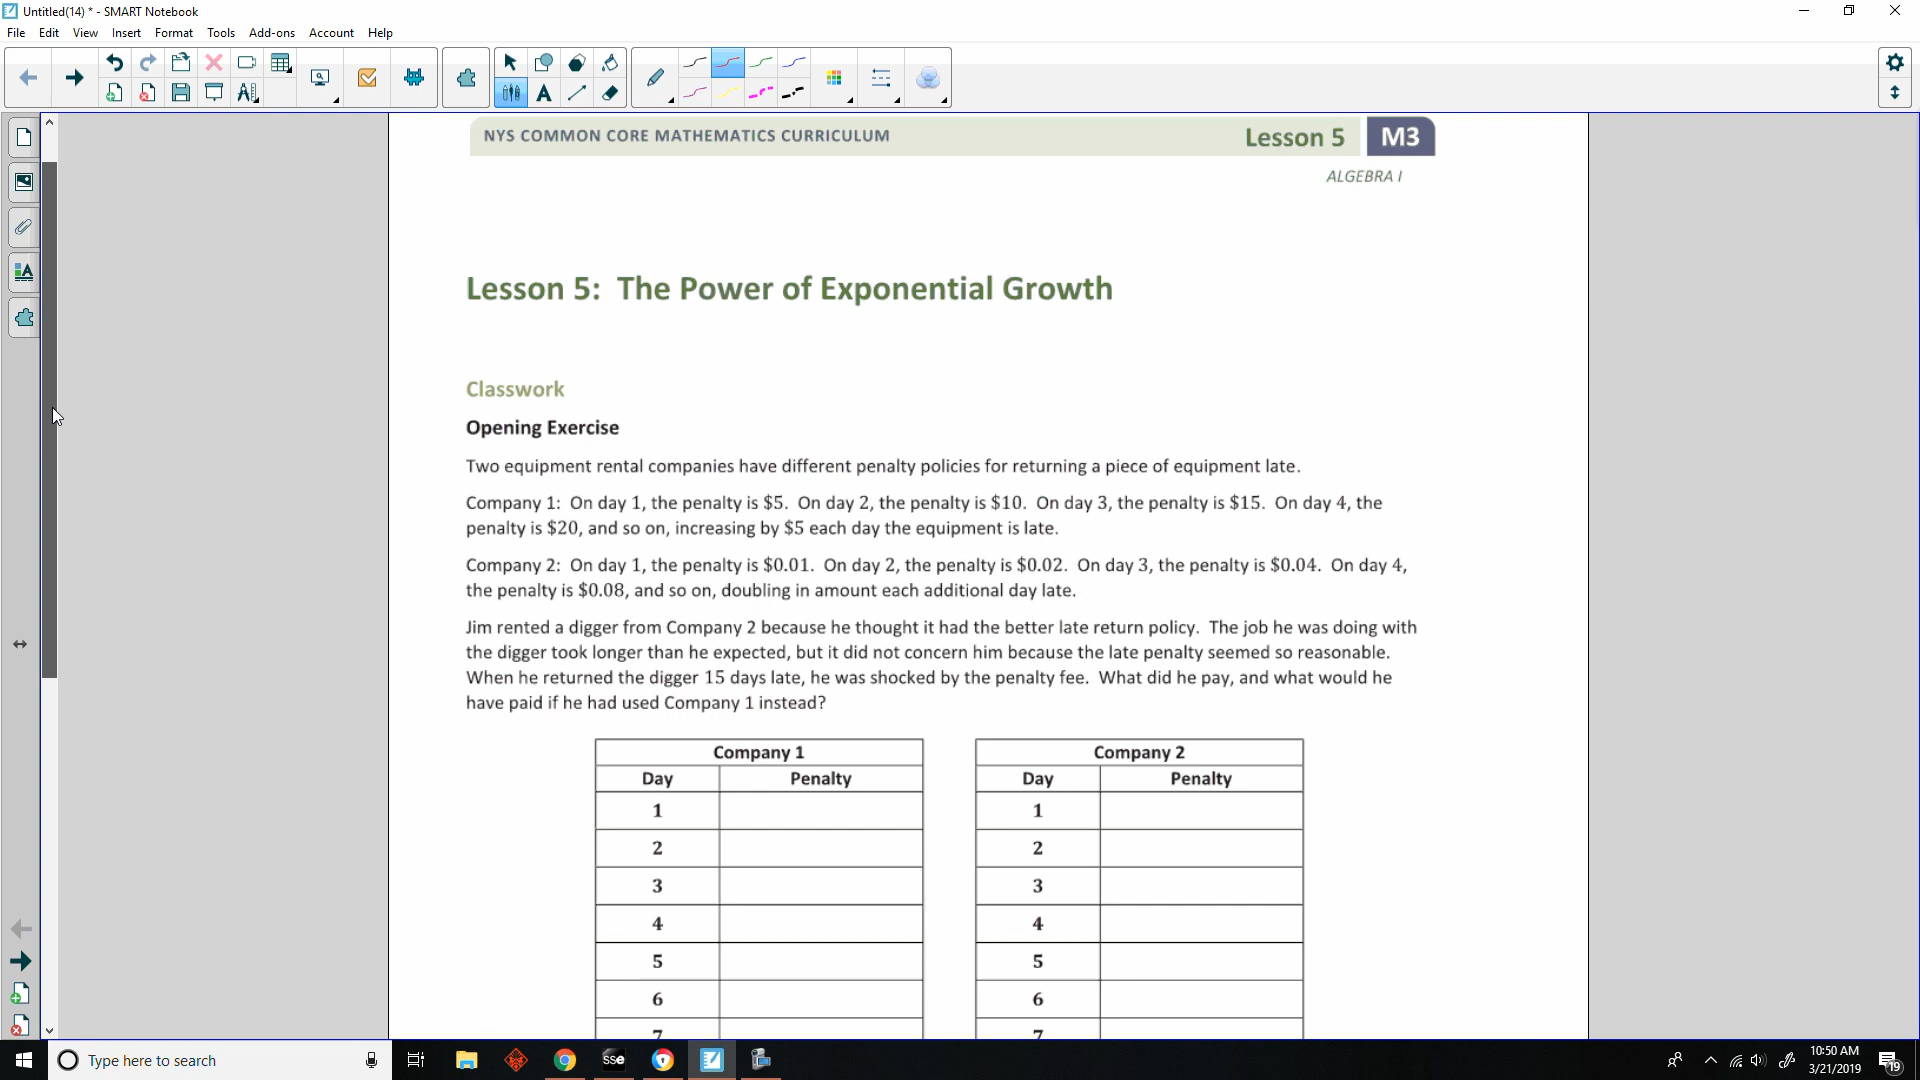 Untitled(14) * - SMART Notebook
File Edit View Insert Format Tools Add-ons Account Help
NYS COMMON CORE MATHEMATICS CURRICULUM Lesson 5 M3
ALGEBRA I
Lesson 5: The Power of Exponential Growth
Classwork
Opening Exercise
Two equipment rental companies have different penalty policies for returning a piece of equipment late.
Company 1: On day 1, the penalty is $5. On day 2, the penalty is $10. On day 3, the penalty is $15. On day 4, the
penalty is $20, and so on, increasing by $5 each day the equipment is late.
Company 2: On day 1, the penalty is $0.01. On day 2, the penalty is $0.02. On day 3, the penalty is $0.04. On day 4,
the penalty is $0.08, and so on, doubling in amount each additional day late.
Jim rented a digger from Company 2 because he thought it had the better late return policy. The job he was doing with
the digger took longer than he expected, but it did not concern him because the late penalty seemed so reasonable.
When he returned the digger 15 days late, he was shocked by the penalty fee. What did he pay, and what would he
have paid if he had used Company 1 instead?
Company 1 Company 2
Day Penalty Day Penalty
1 1
2 2
3 3
4 4
5 5
6 6
7 7
Type here to search
sse
10:50 AM
3/21/2019
19